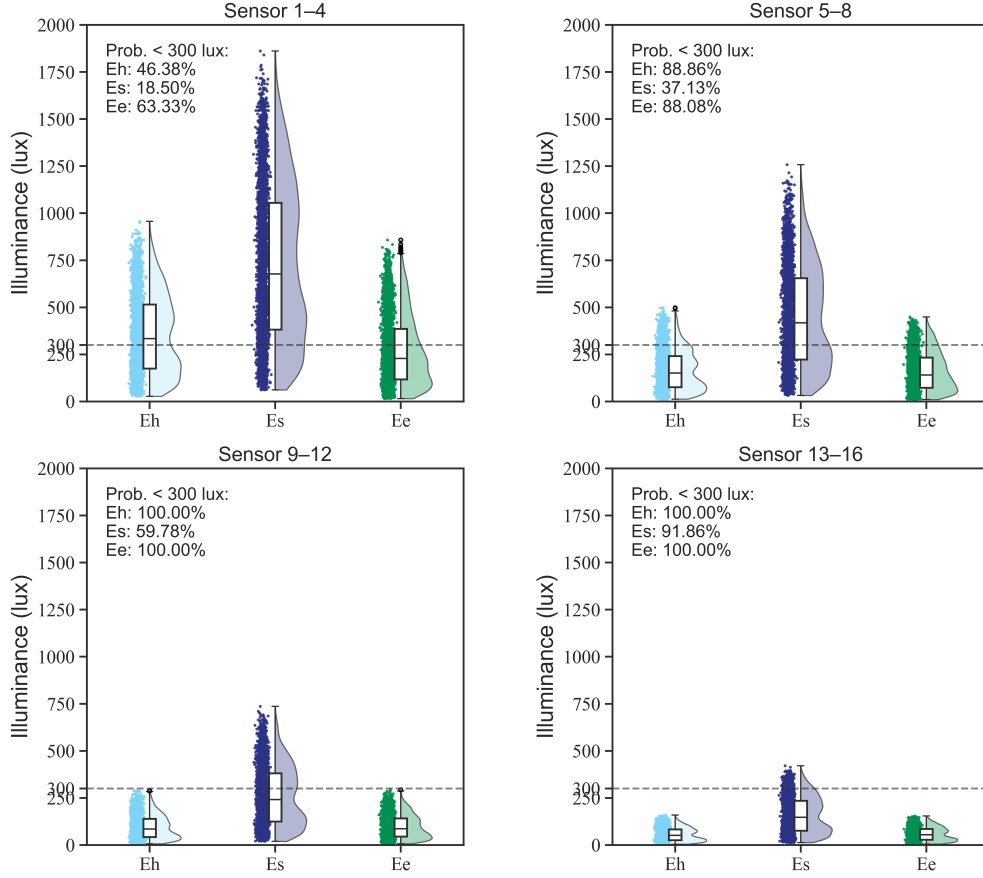 Sensor 1–4
2000
1750
1500
1250
1000
750
500
300
250
0
Illuminance (lux)
Prob. < 300 lux:
Eh: 46.38%
Es: 18.50%
Ee: 63.33%
Eh Es Ee
Sensor 5–8
2000
1750
1500
1250
1000
750
500
300
250
0
Illuminance (lux)
Prob. < 300 lux:
Eh: 88.86%
Es: 37.13%
Ee: 88.08%
Eh Es Ee
Sensor 9–12
2000
1750
1500
1250
1000
750
500
300
250
0
Illuminance (lux)
Prob. < 300 lux:
Eh: 100.00%
Es: 59.78%
Ee: 100.00%
Eh Es Ee
Sensor 13–16
2000
1750
1500
1250
1000
750
500
300
250
0
Illuminance (lux)
Prob. < 300 lux:
Eh: 100.00%
Es: 91.86%
Ee: 100.00%
Eh Es Ee